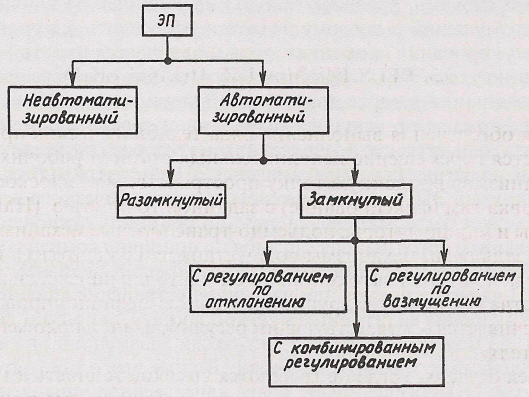 ЭП
Неавтомати-
зированный
Автомати-
зированный
Разомкнутый
Замкнутый
С регулированием
по
отклонению
С регулированием
по
возмущению
С комбинированным
регулированием